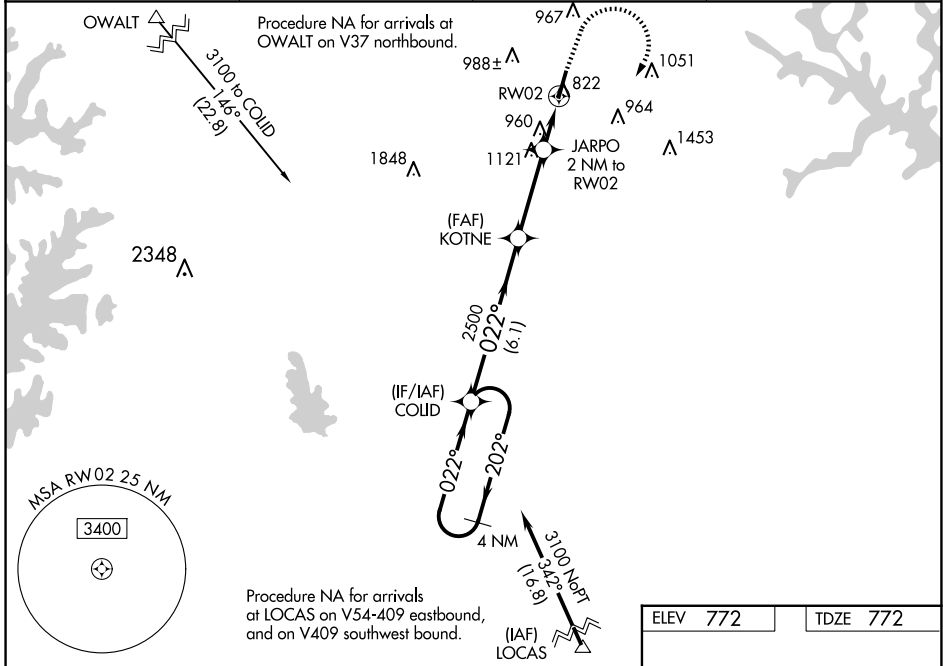 OWALT
Procedure NA for arrivals at
OWALT on V37 northbound.
967
988±
1051
3100 to COLID
146°
(22.8)
RW02
822
964
960
1121
JARPO
2 NM to
RW02
1453
1848
(FAF)
KOTNE
2348
2500
022°
(6.1)
(IF/IAF)
COLID
022°
202°
4 NM
MSA RW02 25 NM
3400
3100 NoPT
342°
(16.8)
Procedure NA for arrivals
at LOCAS on V54-409 eastbound,
and on V409 southwest bound.
(IAF)
LOCAS
ELEV 772
TDZE 772